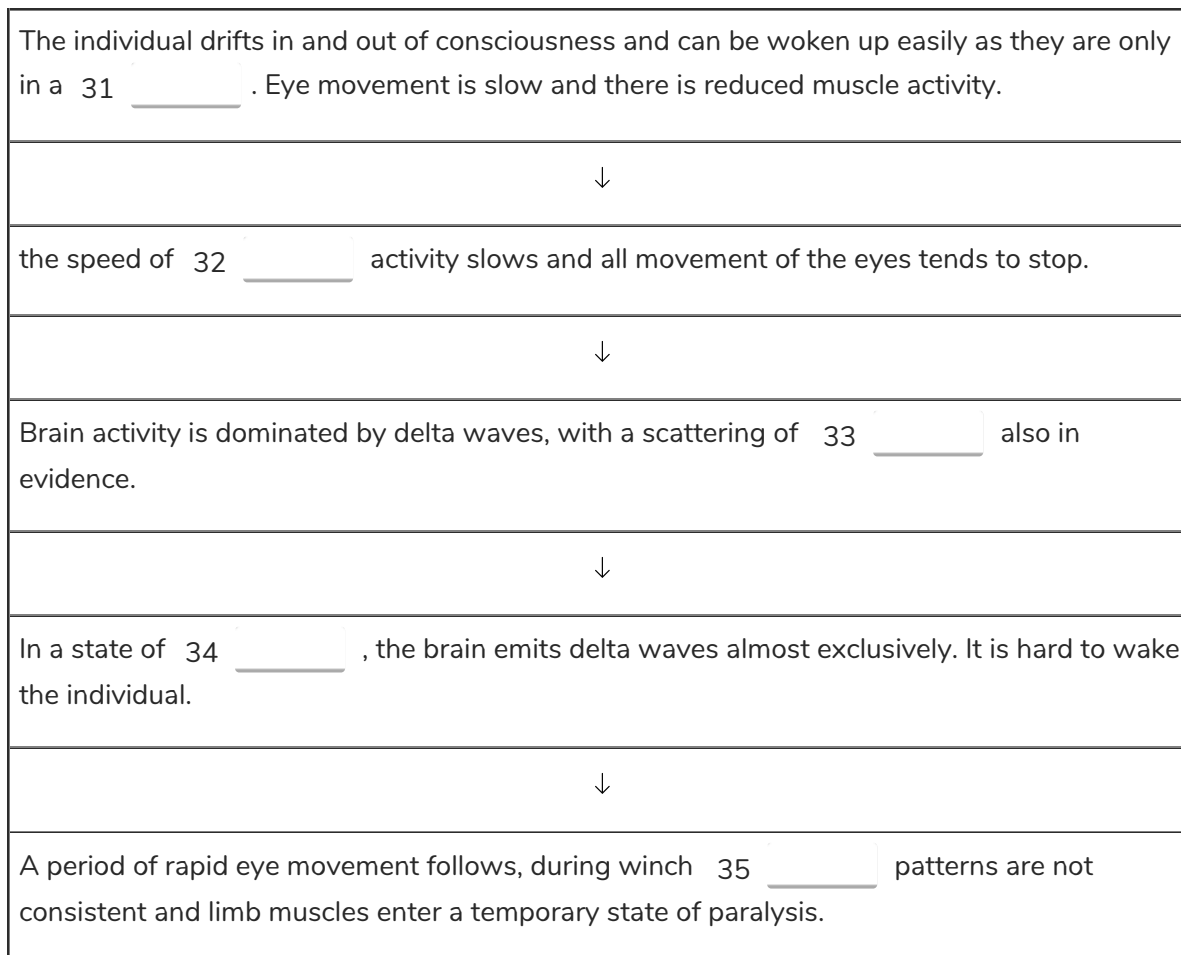 The individual drifts in and out of consciousness and can be woken up easily as they are only
in a 31 . Eye movement is slow and there is reduced muscle activity.
↓
the speed of 32 activity slows and all movement of the eyes tends to stop.
↓
Brain activity is dominated by delta waves, with a scattering of 33 also in
evidence.
↓
In a state of 34 , the brain emits delta waves almost exclusively. It is hard to wake
the individual.
↓
A period of rapid eye movement follows, during winch 35 patterns are not
consistent and limb muscles enter a temporary state of paralysis.